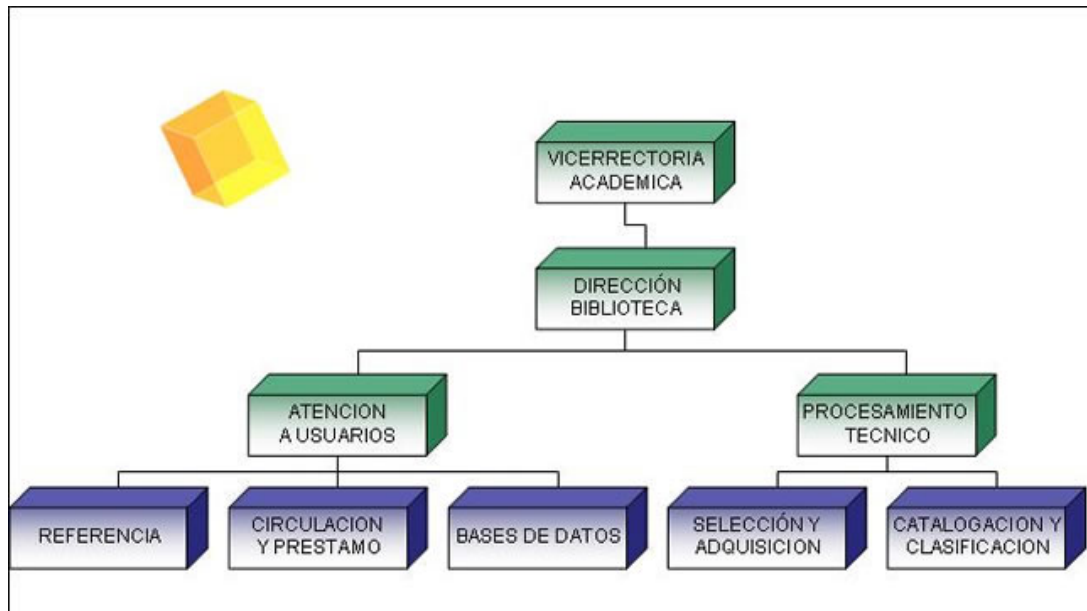 VICERRECTORIA
ACADEMICA
DIRECCIÓN
BIBLIOTECA
ATENCION
A USUARIOS
PROCESAMIENTO
TECNICO
REFERENCIA
CIRCULACION
Y PRESTAMO
BASES DE DATOS
SELECCIÓN Y
ADQUISICION
CATALOGACION Y
CLASIFICACION